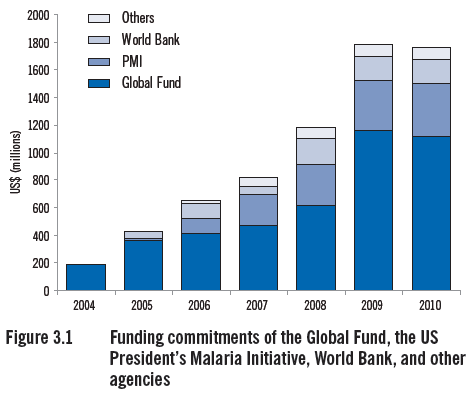 2000
1800
1600
1400
1200
1000
800
600
400
200
0
US$ (millions)
Others
World Bank
PMI
Global Fund
2004 2005 2006 2007 2008 2009 2010
Figure 3.1 Funding commitments of the Global Fund, the US
President's Malaria Initiative, World Bank, and other
agencies